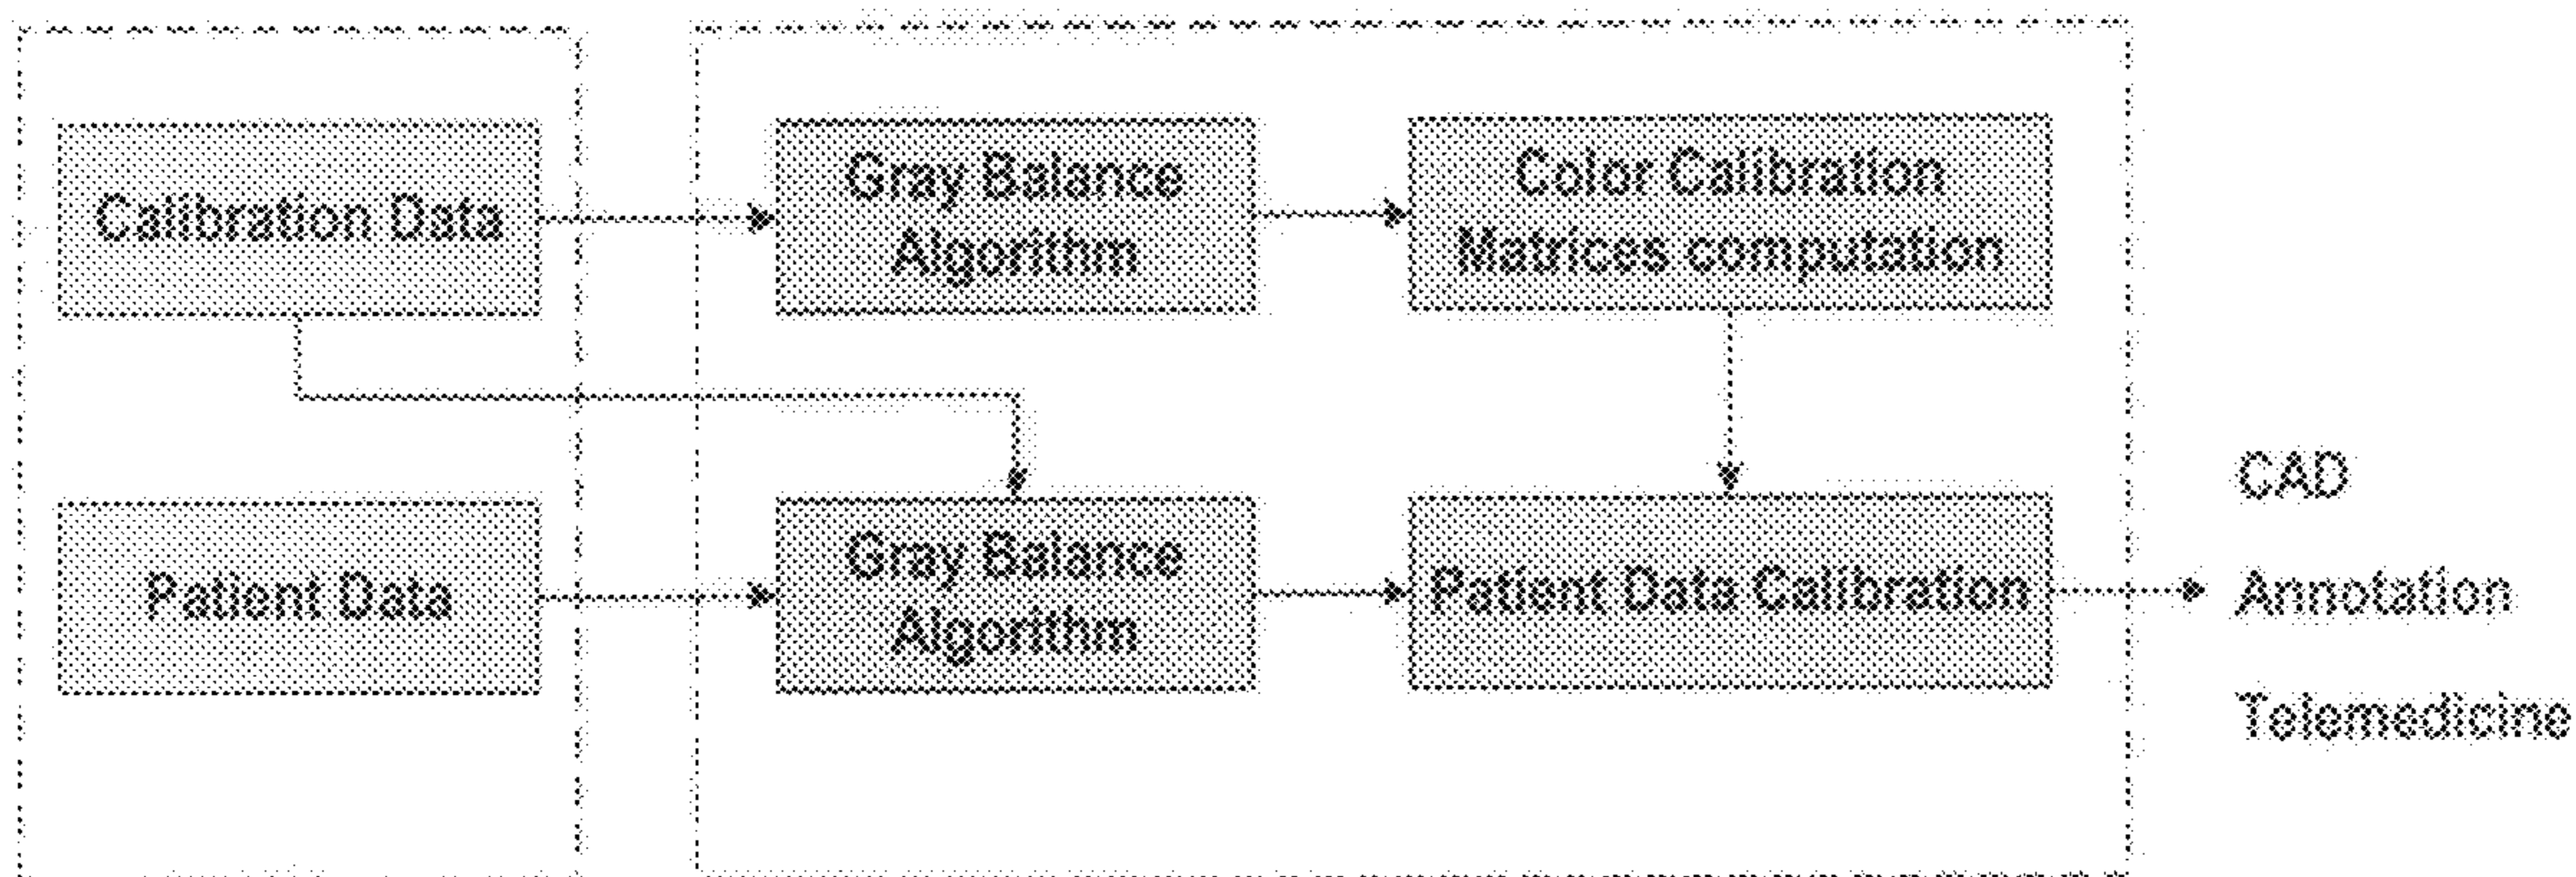 Calibration Data
Gray Balance
Algorithm
Color Calibration
Matrices computation
Patient Data
Gray Balance
Algorithm
Patient Data Calibration
CAD
Annotation
Telemedicine